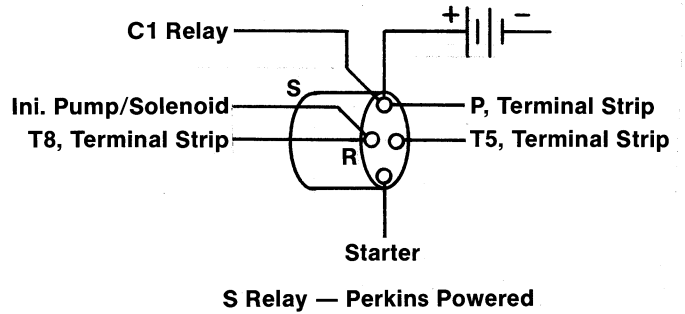 C1 Relay
+ −
S
Ini. Pump/Solenoid
P, Terminal Strip
T8, Terminal Strip
T5, Terminal Strip
R
Starter
S Relay — Perkins Powered